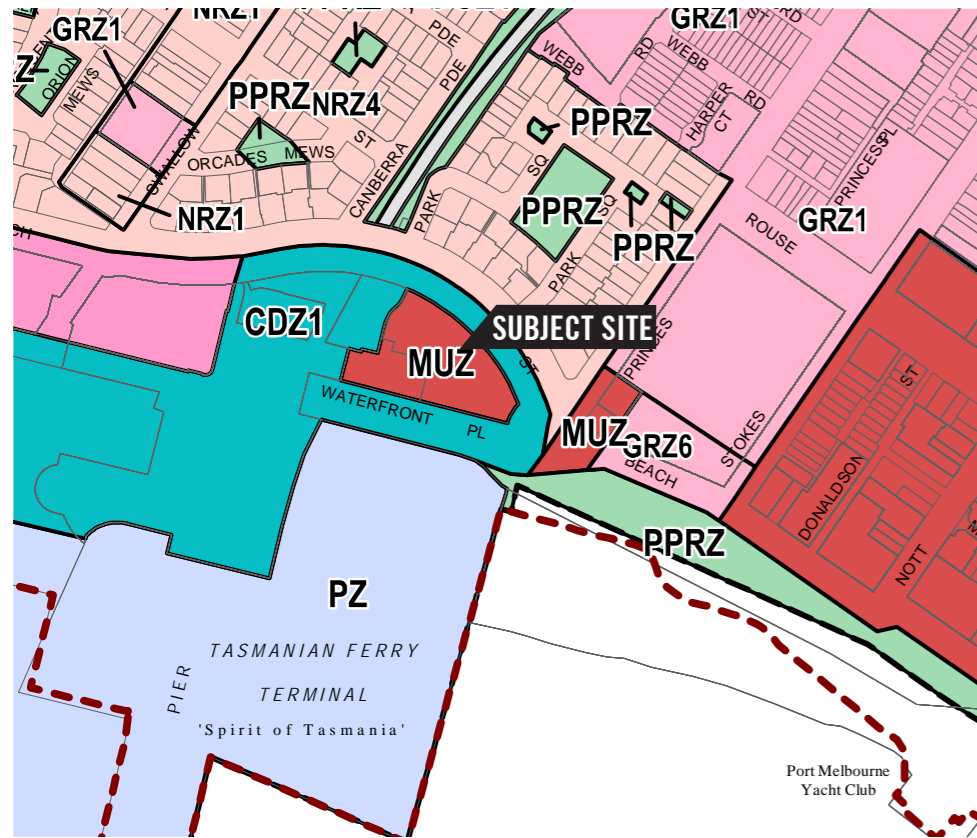 NRZ1
GRZ1
GRZ1
ORION
MEWS
PDE
PDE
WEBB
RD
WEBB
ST
RD
HARPER
CT
PPRZ
NRZ4
ST
PPRZ
ORCADES MEWS
SWALLOW
CANBERRA
PARK
SQ
PPRZ
SQ
PPRZ
PARK
PRINCESS
PL
ROUSE
GRZ1
NRZ1
CDZ1
SUBJECT SITE
MUZ
ST
PRINCES
WATERFRONT PL
MUZ
GRZ6
BEACH
STOKES
ST
DONALDSON
NOTT
PPRZ
PZ
TASMANIAN FERRY
TERMINAL
'Spirit of Tasmania'
PIER
Port Melbourne
Yacht Club